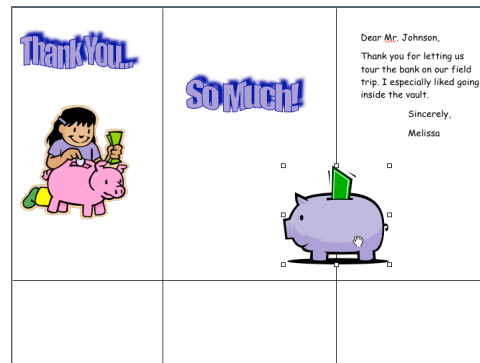 Thank You...
So Much!
Dear Mr. Johnson,
Thank you for letting us
tour the bank on our field
trip. I especially liked going
inside the vault.
Sincerely,
Melissa